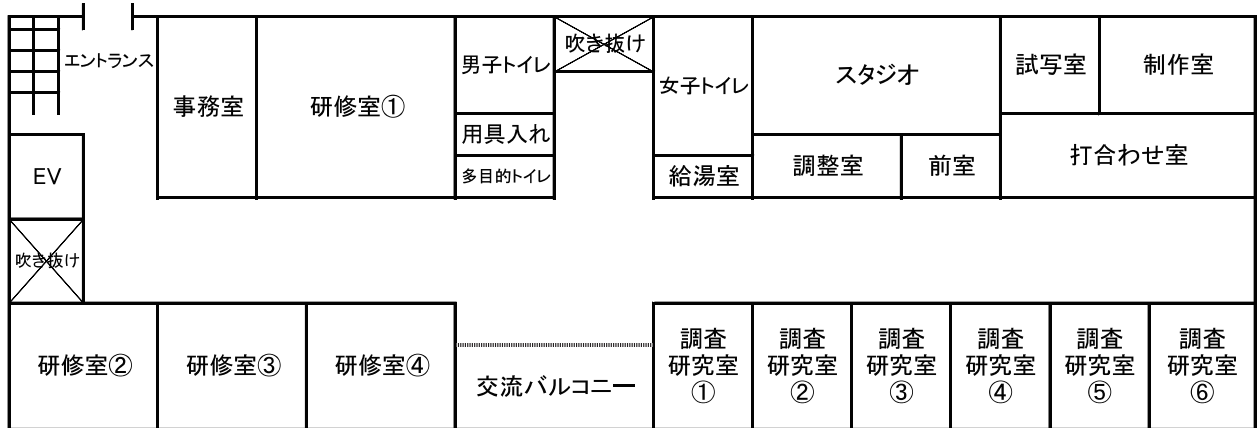 エントランス
事務室
研修室①
男子トイレ
用具入れ
多目的トイレ
吹き抜け
女子トイレ
給湯室
スタジオ
調整室
前室
試写室
制作室
打合わせ室
EV
吹き抜け
研修室②
研修室③
研修室④
交流バルコニー
調査
研究室
①
調査
研究室
②
調査
研究室
③
調査
研究室
④
調査
研究室
⑤
調査
研究室
⑥